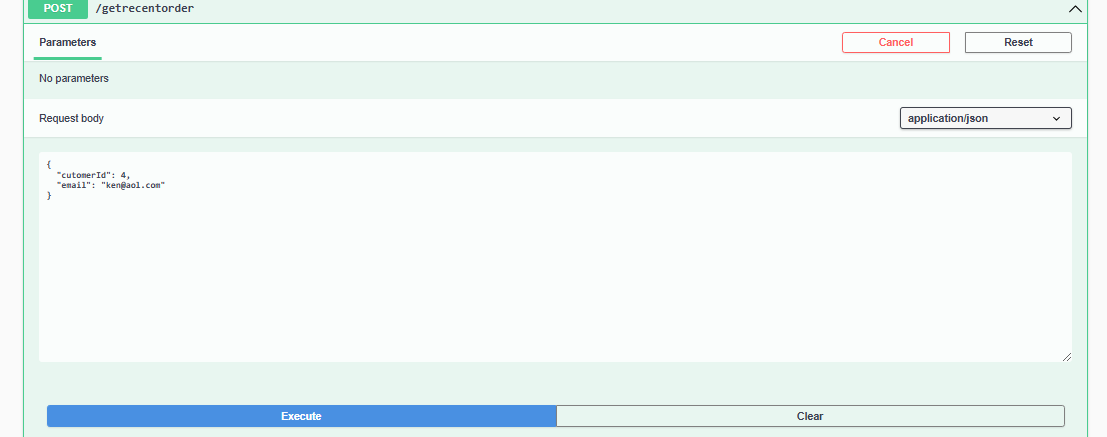 POST /getrecentorder
Parameters Cancel Reset
No parameters
Request body application/json
{
"cutomerId": 4,
"email": "ken@aol.com"
}
Execute Clear